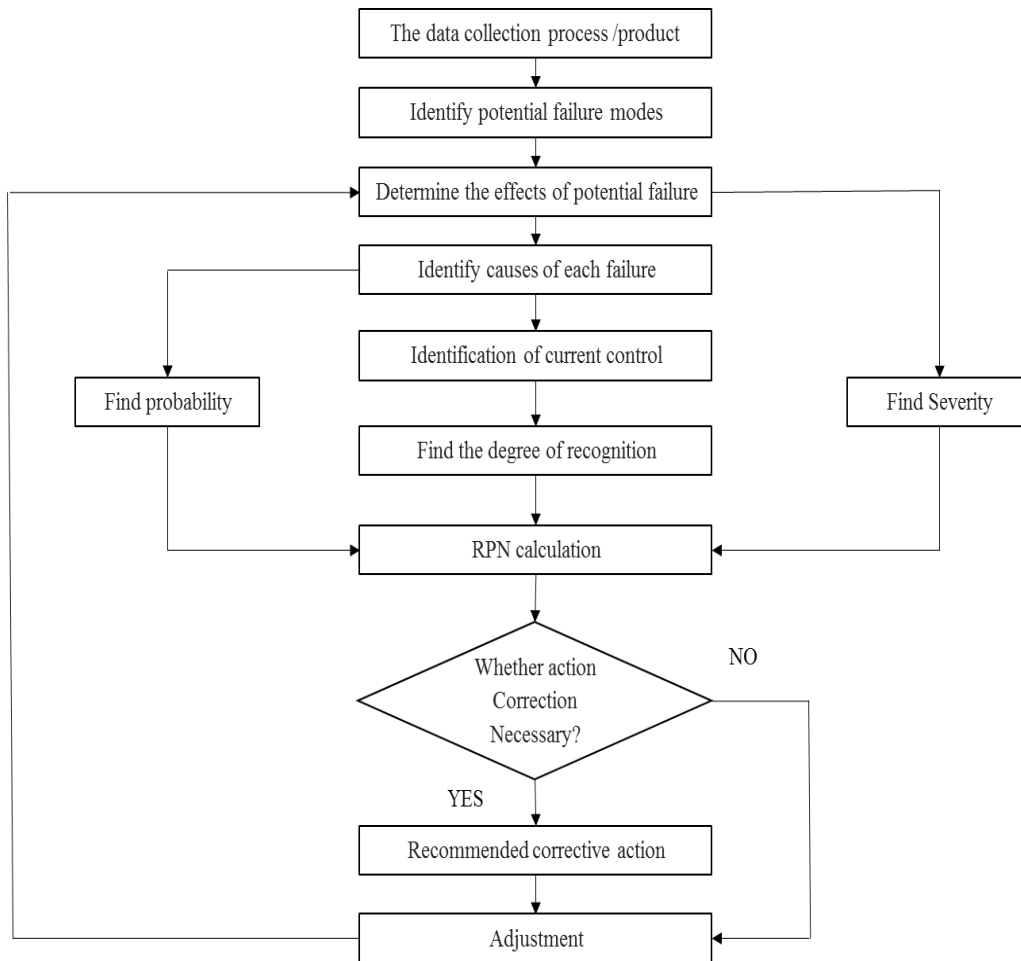 The data collection process /product
Identify potential failure modes
Determine the effects of potential failure
Identify causes of each failure
Identification of current control
Find probability
Find Severity
Find the degree of recognition
RPN calculation
Whether action
Correction
Necessary?
NO
YES
Recommended corrective action
Adjustment